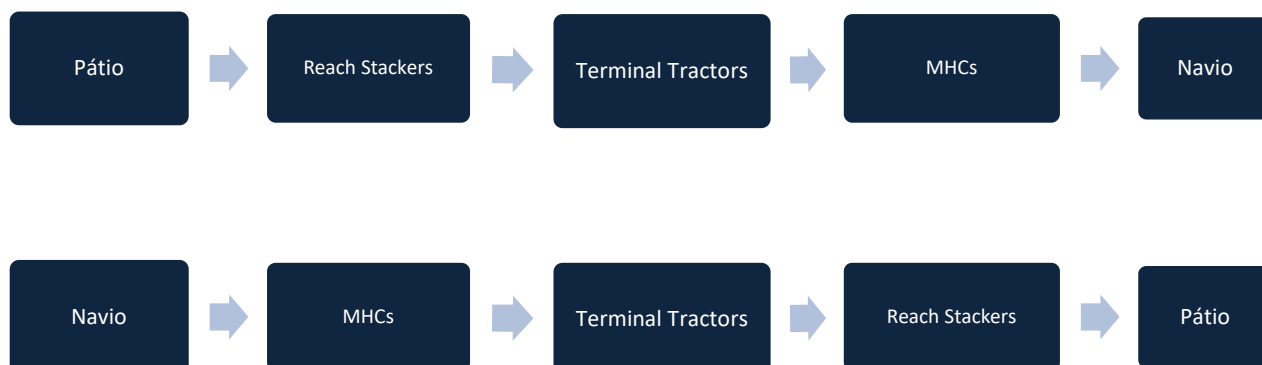 Pátio
Reach Stackers
Terminal Tractors
MHCs
Navio
Navio
MHCs
Terminal Tractors
Reach Stackers
Pátio